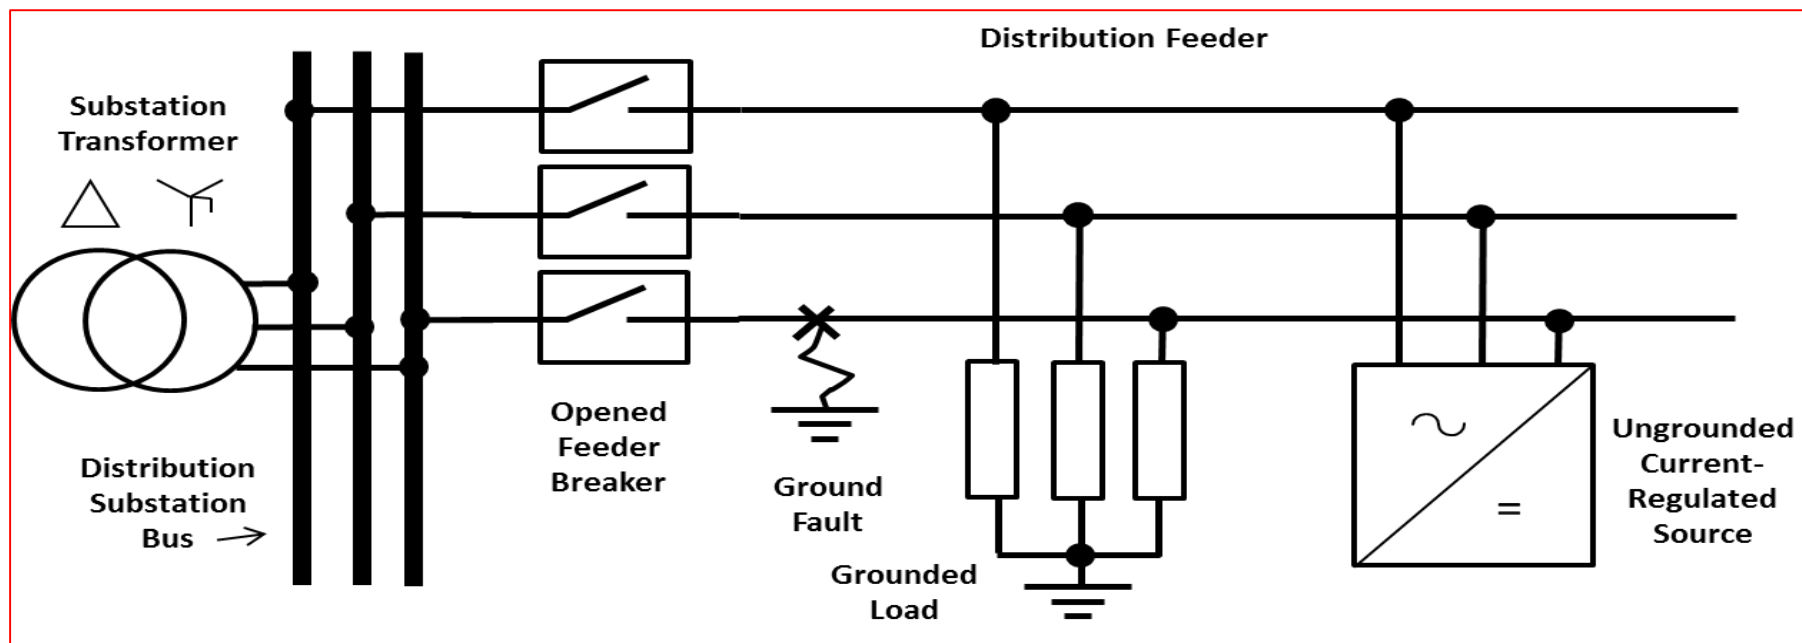 Distribution Feeder
Substation
Transformer
Opened
Feeder
Breaker
Distribution
Substation
Bus
Ground
Fault
Grounded
Load
Ungrounded
Current-
Regulated
Source